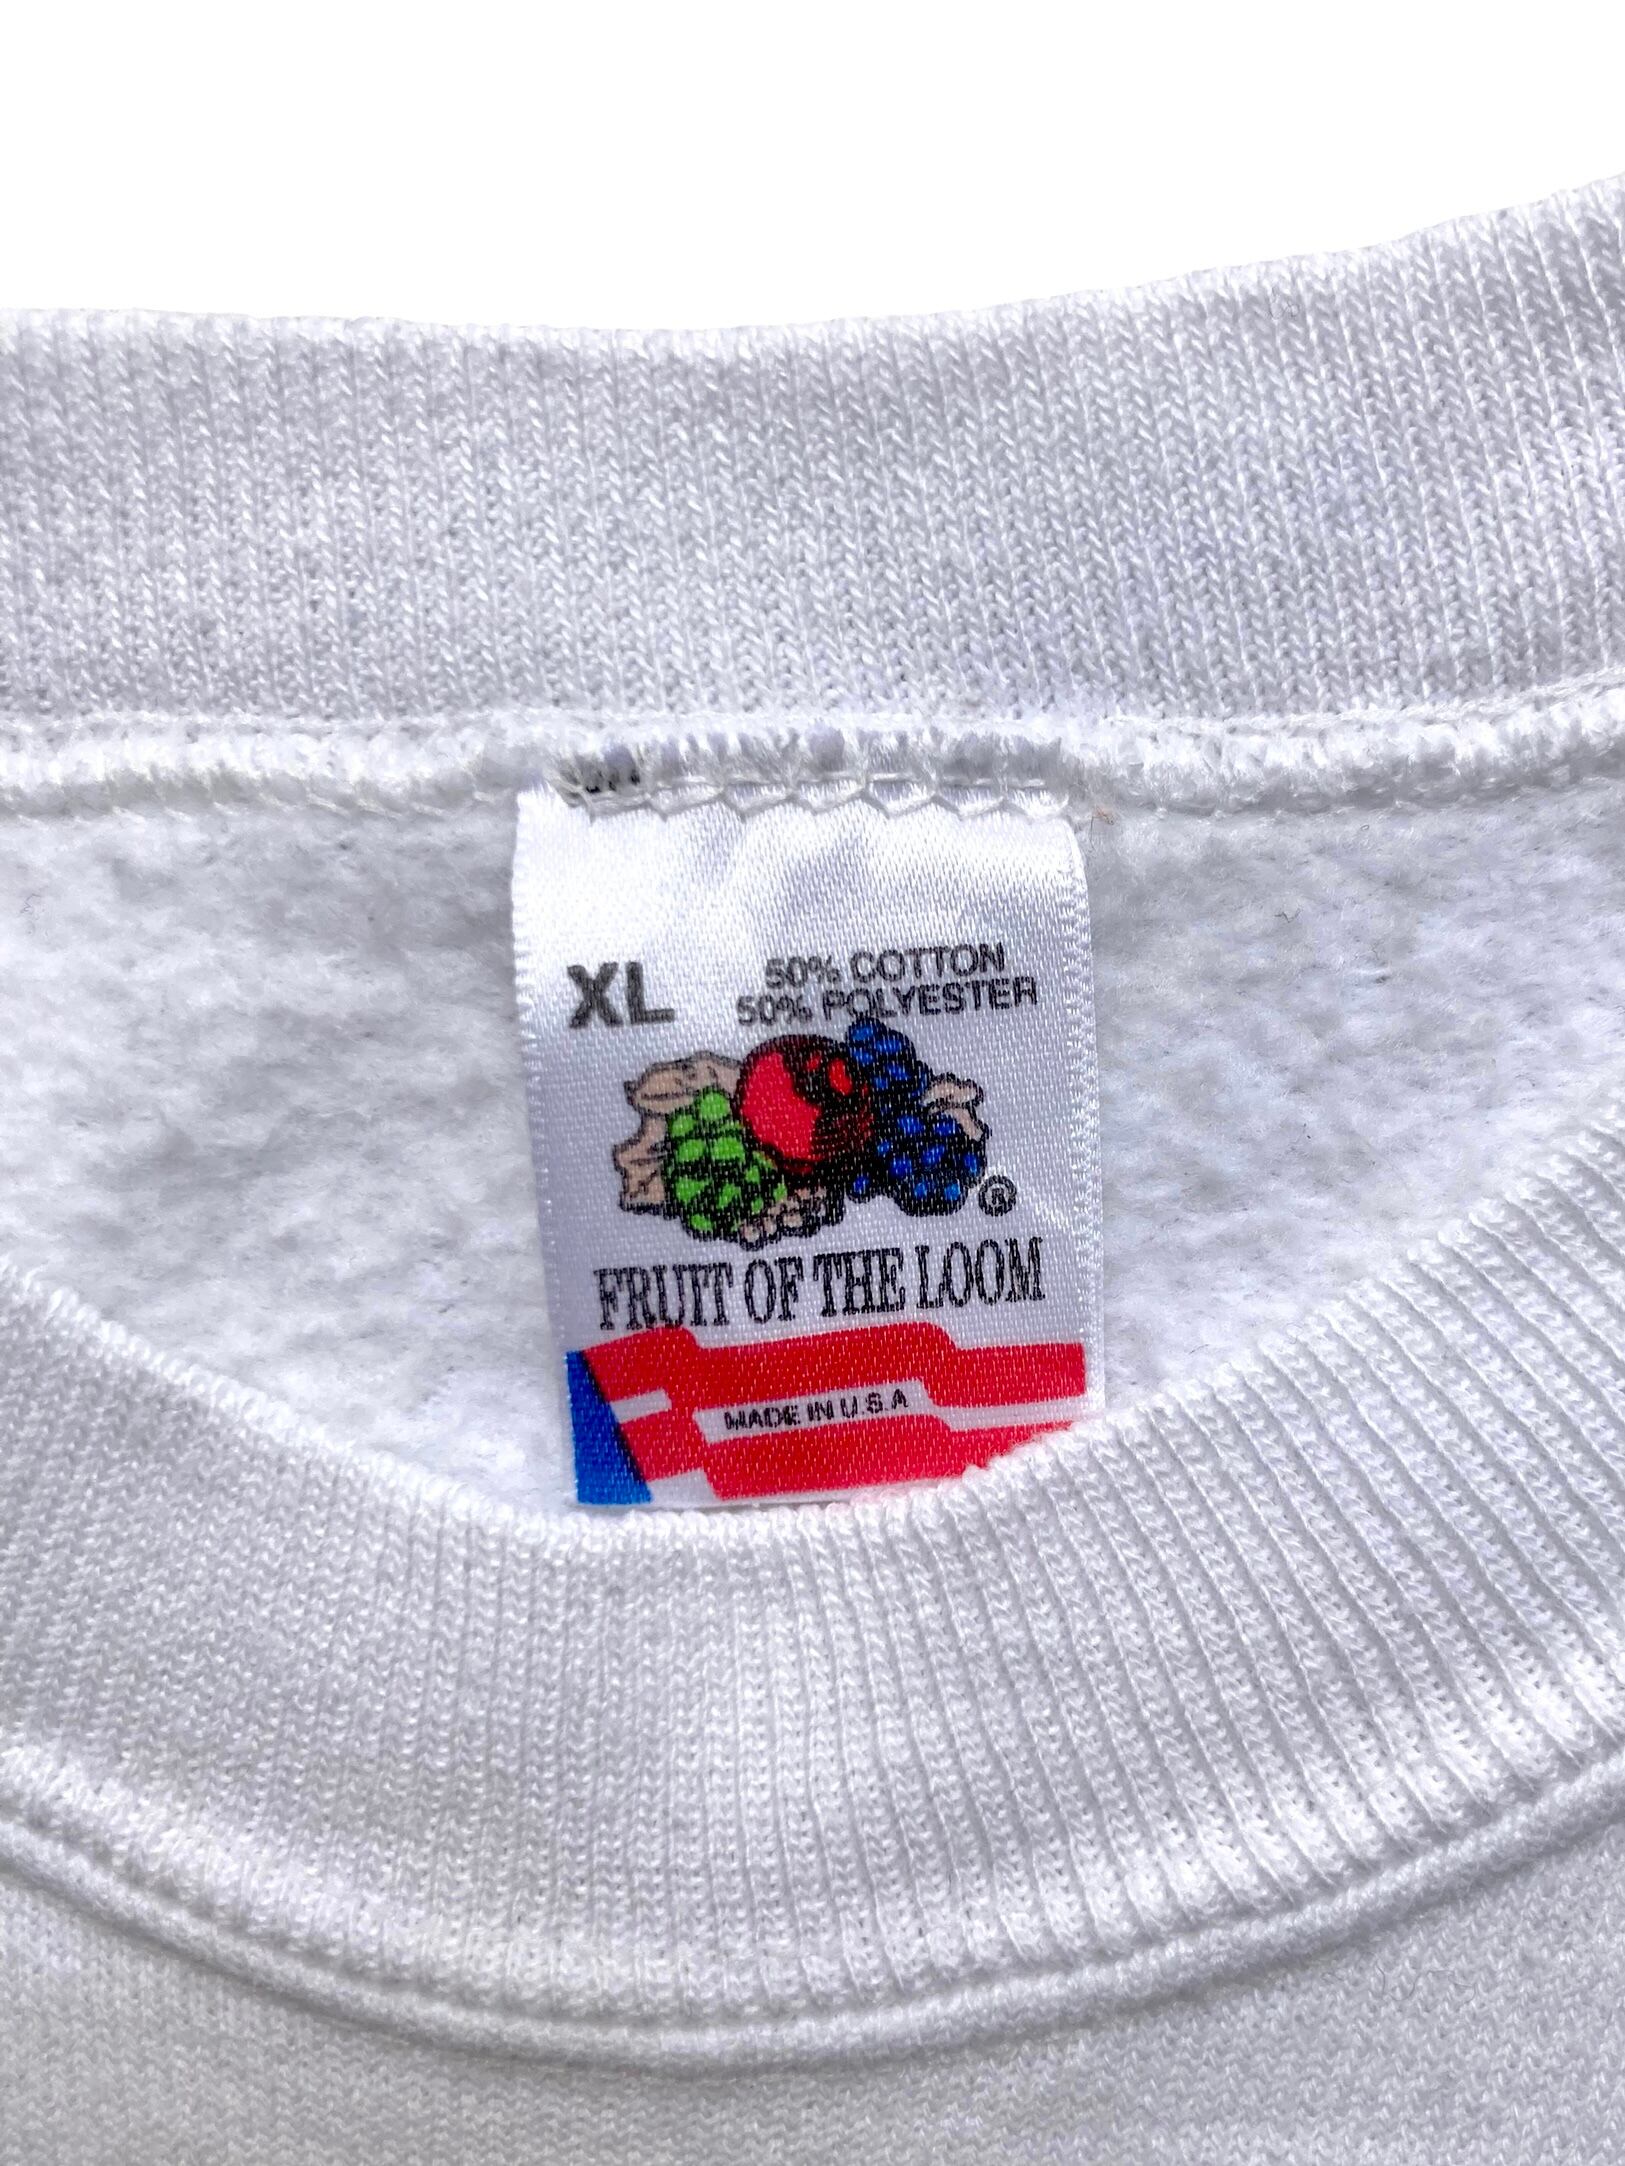 XL
50% COTTON
50% POLYESTER
®
FRUIT OF THE LOOM
MADE IN U.S.A